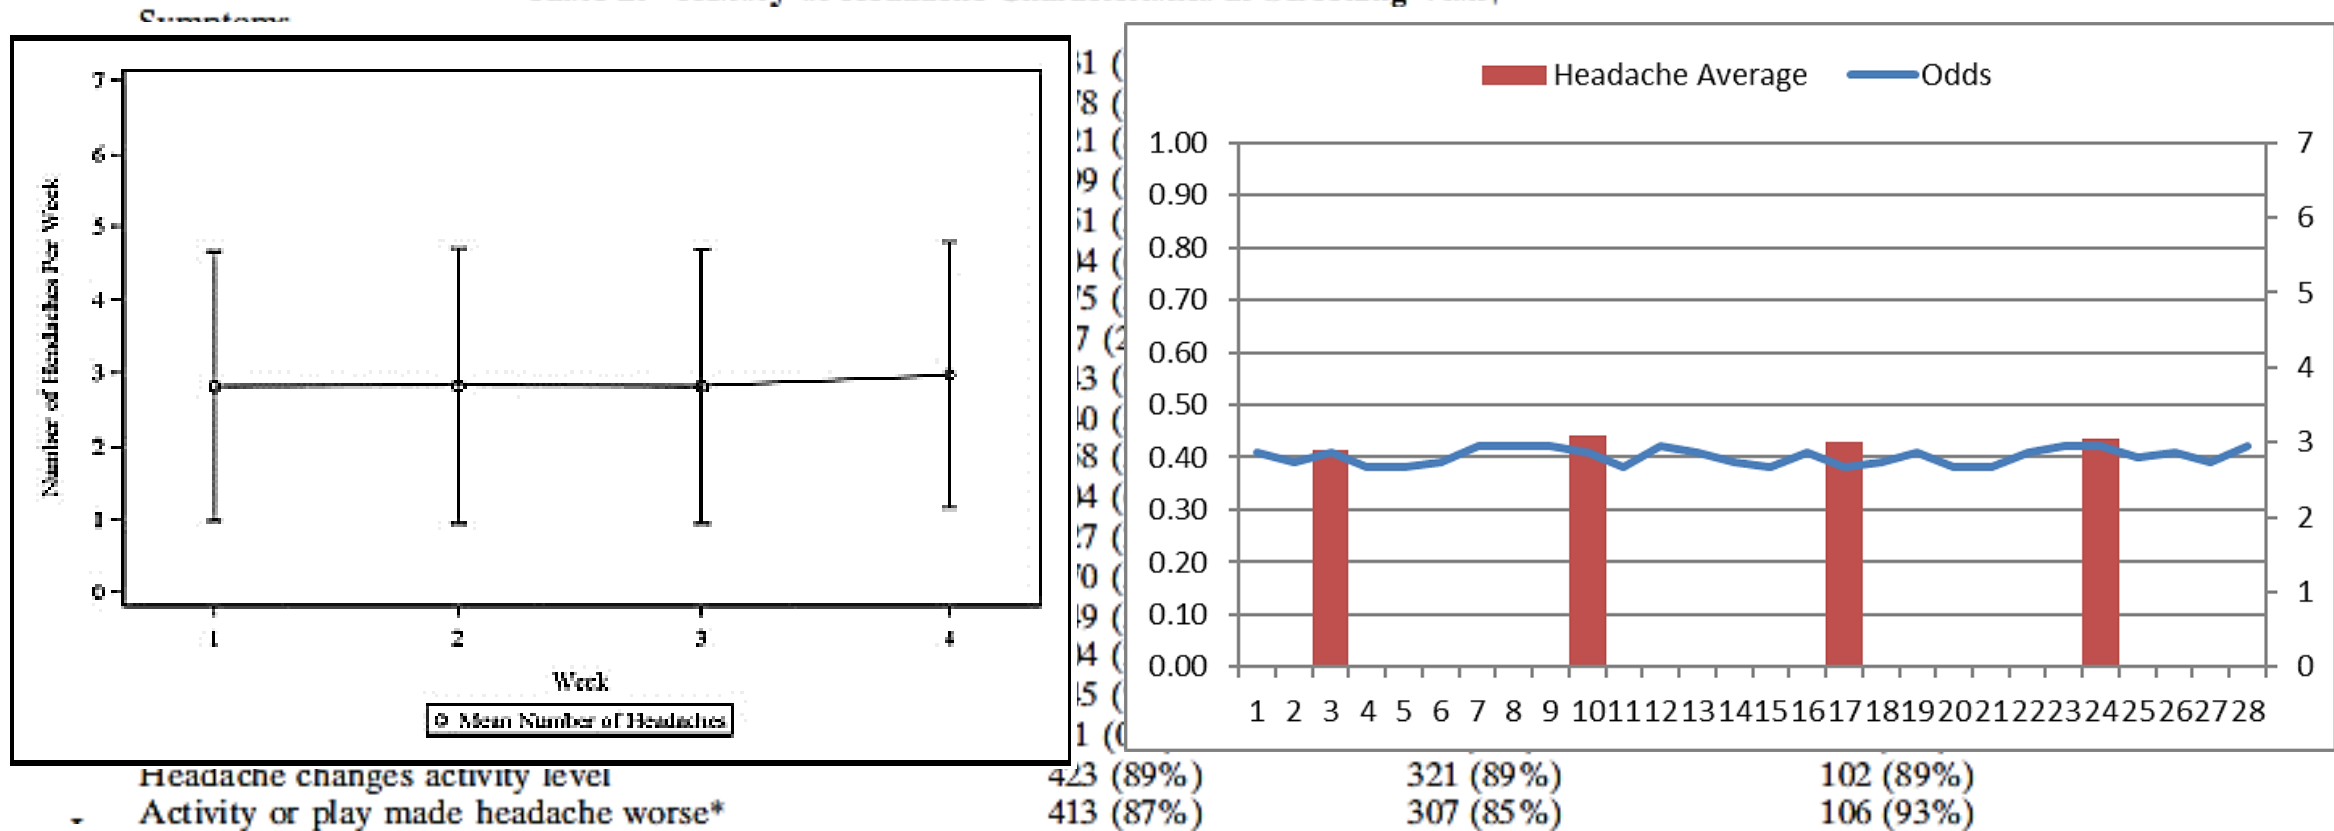 Symptoms
7
6
5
4
3
2
1
0
Number of Headaches Per Week
1 2 3 4
Week
Mean Number of Headaches
Headache Average Odds
1.00 7
0.90
0.80 6
0.70 5
0.60 4
0.50
0.40 3
0.30
0.20 2
0.10 1
0.00 0
1 2 3 4 5 6 7 8 9 10 11 12 13 14 15 16 17 18 19 20 21 22 23 24 25 26 27 28
Headache changes activity level 423 (89%) 321 (89%) 102 (89%)
Activity or play made headache worse* 413 (87%) 307 (85%) 106 (93%)